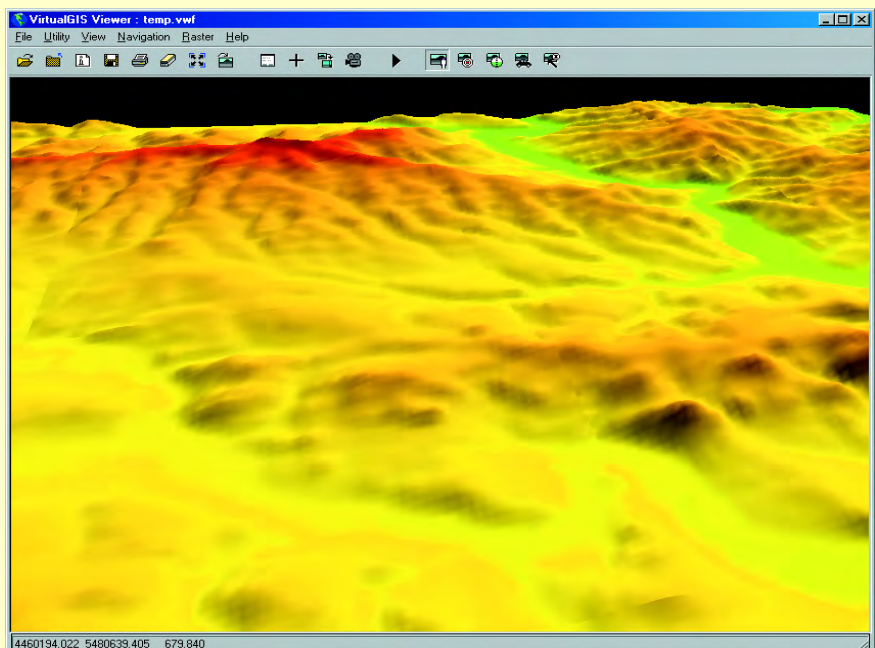 VirtualGIS Viewer : temp.vwf
File Utility View Navigation Raster Help
4460194.022 5480639.405 679.840